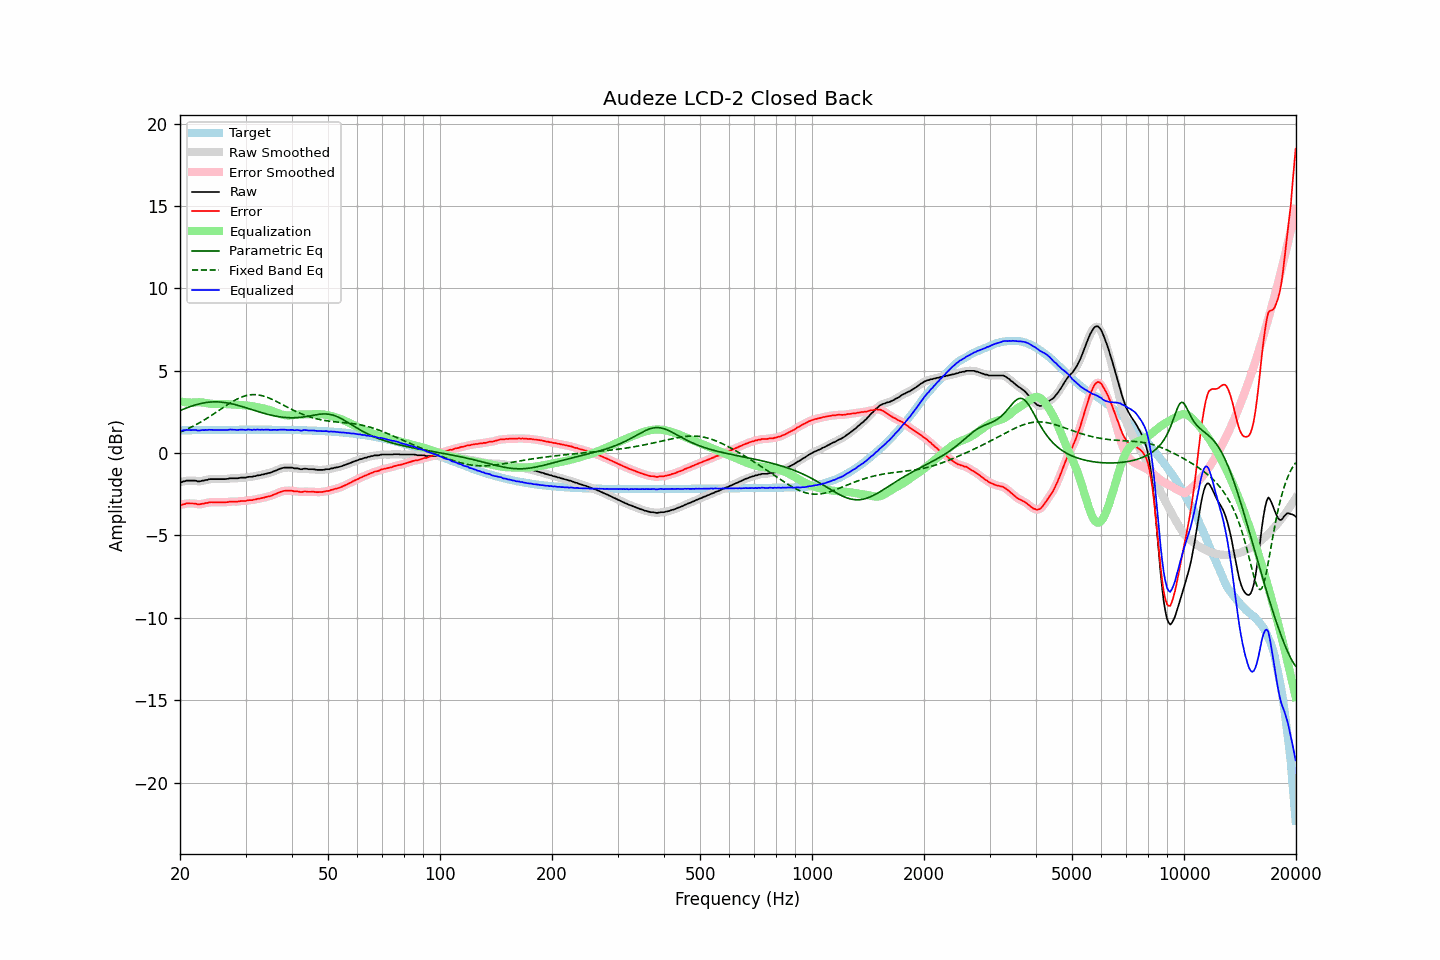 Audeze LCD-2 Closed Back
Target
Raw Smoothed
Error Smoothed
Raw
Error
Equalization
Parametric Eq
Fixed Band Eq
Equalized
Amplitude (dBr)
20
15
10
5
0
−5
−10
−15
−20
20 50 100 200 500 1000 2000 5000 10000 20000
Frequency (Hz)